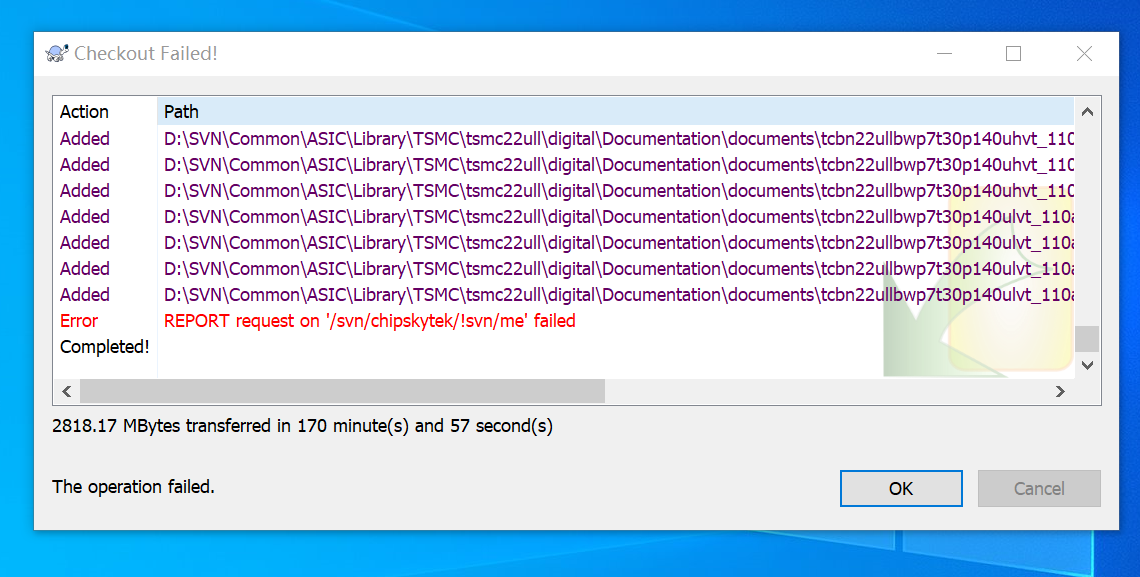 Checkout Failed!
Action Path
Added D:\SVN\Common\ASIC\Library\TSMC\tsmc22ull\digital\Documentation\documents\tcbn22ullbwp7t30p140uhvt_110
Added D:\SVN\Common\ASIC\Library\TSMC\tsmc22ull\digital\Documentation\documents\tcbn22ullbwp7t30p140uhvt_110
Added D:\SVN\Common\ASIC\Library\TSMC\tsmc22ull\digital\Documentation\documents\tcbn22ullbwp7t30p140uhvt_110
Added D:\SVN\Common\ASIC\Library\TSMC\tsmc22ull\digital\Documentation\documents\tcbn22ullbwp7t30p140ulvt_110a
Added D:\SVN\Common\ASIC\Library\TSMC\tsmc22ull\digital\Documentation\documents\tcbn22ullbwp7t30p140ulvt_110a
Added D:\SVN\Common\ASIC\Library\TSMC\tsmc22ull\digital\Documentation\documents\tcbn22ullbwp7t30p140ulvt_110a
Added D:\SVN\Common\ASIC\Library\TSMC\tsmc22ull\digital\Documentation\documents\tcbn22ullbwp7t30p140ulvt_110a
Error REPORT request on '/svn/chipskytek/!svn/me' failed
Completed!
2818.17 MBytes transferred in 170 minute(s) and 57 second(s)
The operation failed.
OK
Cancel